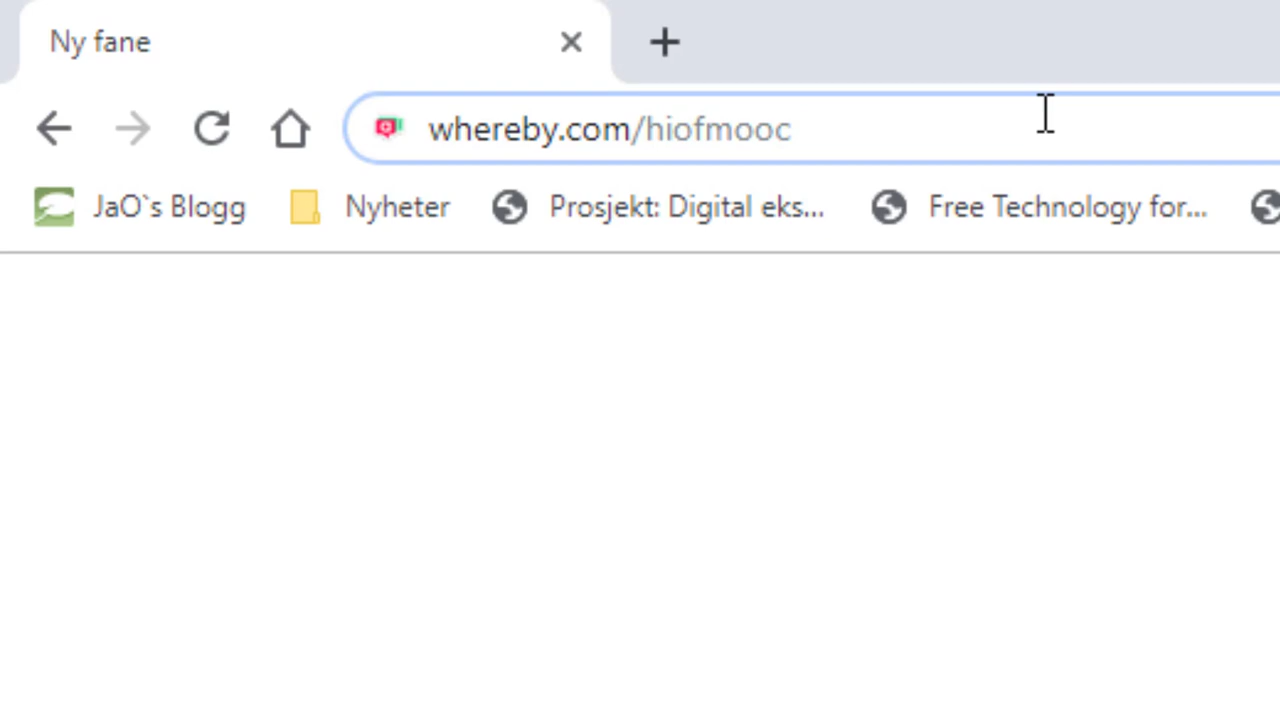 Ny fane
whereby.com/hiofmooc
JaO`s Blogg Nyheter Prosjekt: Digital eks... Free Technology for...